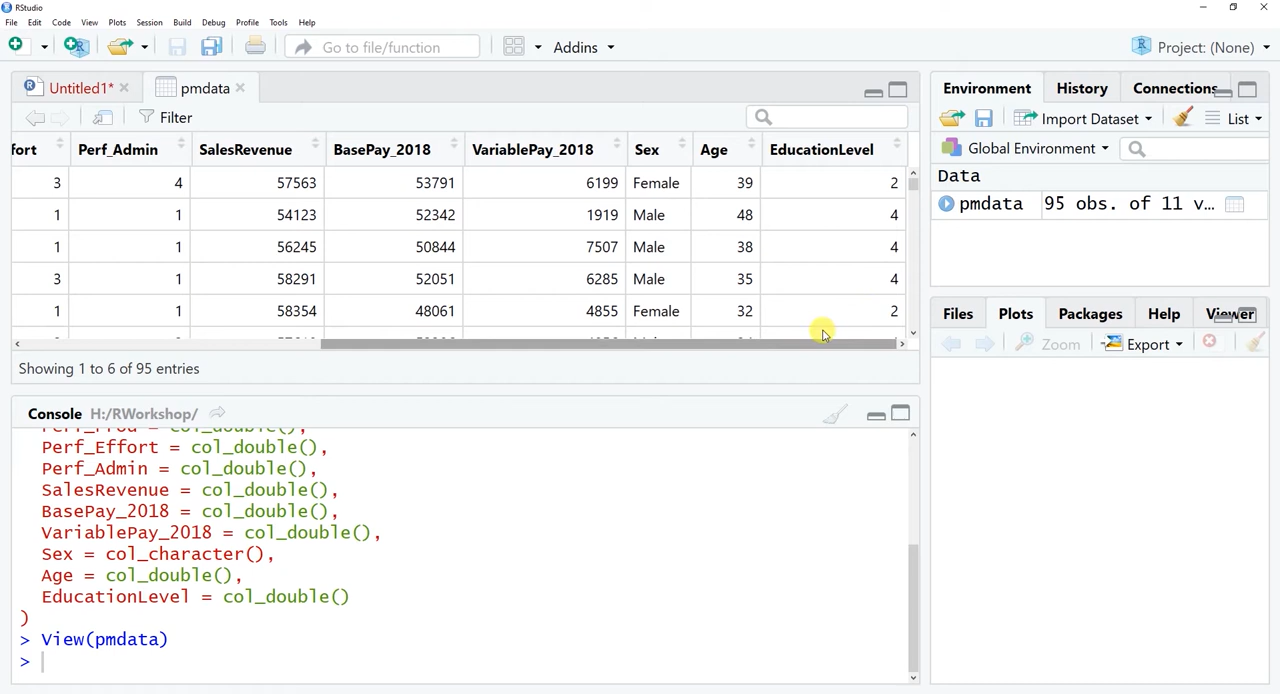 RStudio
File Edit Code View Plots Session Build Debug Profile Tools Help
Go to file/function Addins Project: (None)
Untitled1* pmdata
Filter
fort Perf_Admin SalesRevenue BasePay_2018 VariablePay_2018 Sex Age EducationLevel
3 4 57563 53791 6199 Female 39 2
1 1 54123 52342 1919 Male 48 4
1 1 56245 50844 7507 Male 38 4
3 1 58291 52051 6285 Male 35 4
1 1 58354 48061 4855 Female 32 2
Showing 1 to 6 of 95 entries
Console H:/RWorkshop/
Perf_Prod = col_double(),
Perf_Effort = col_double(),
Perf_Admin = col_double(),
SalesRevenue = col_double(),
BasePay_2018 = col_double(),
VariablePay_2018 = col_double(),
Sex = col_character(),
Age = col_double(),
EducationLevel = col_double()
)
> View(pmdata)
>
Environment History Connections
Import Dataset List
Global Environment
Data
pmdata 95 obs. of 11 v…
Files Plots Packages Help Viewer
Zoom Export